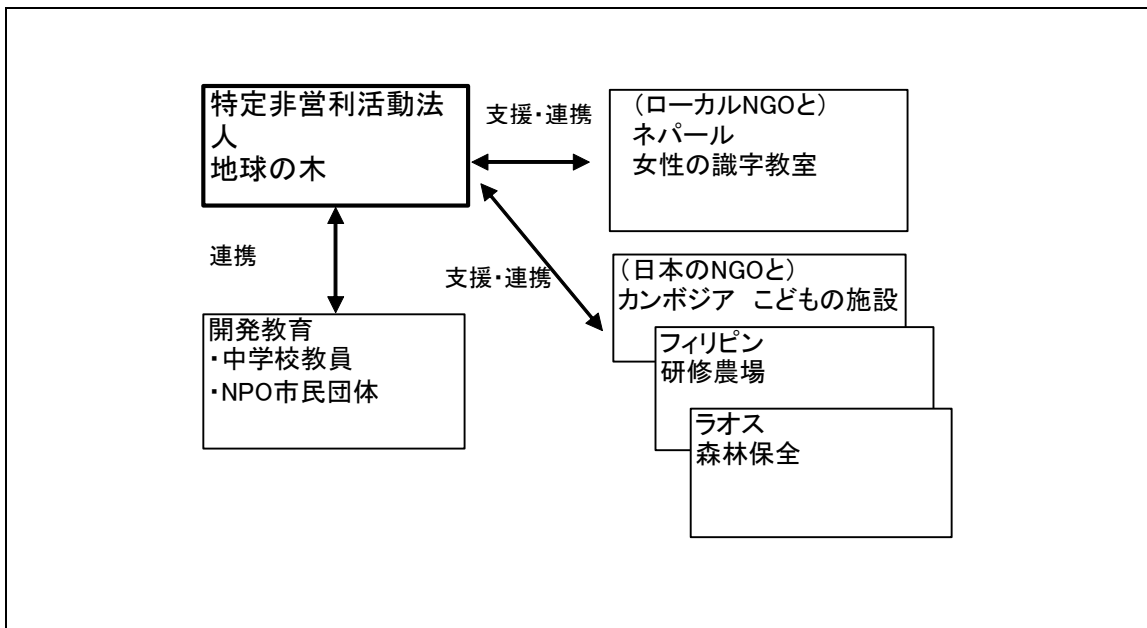 特定非営利活動法
人
地球の木
支援・連携
（ローカルNGOと）
ネパール
女性の識字教室
連携
支援・連携
（日本のNGOと）
カンボジア　こどもの施設
フィリピン
研修農場
ラオス
森林保全
開発教育
・中学校教員
・NPO市民団体